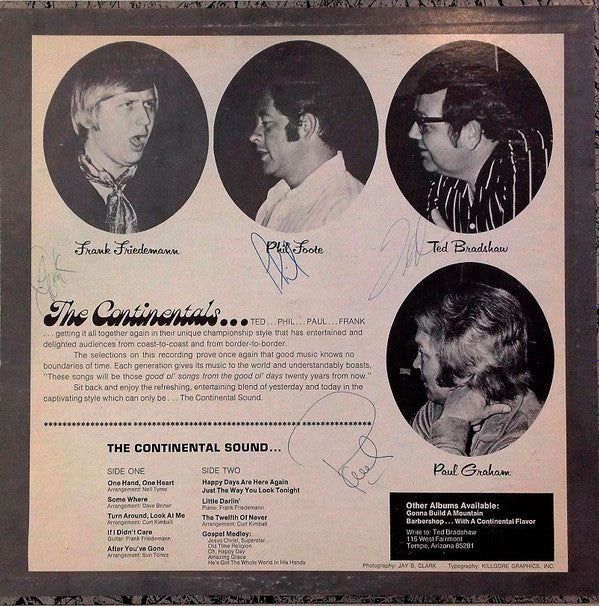 Frank Friedemann
Phil Foote
Ted Bradshaw
Frank
Phil
Ted
The Continentals... TED...PHIL...PAUL...FRANK
...getting it all together again in their unique championship style that has entertained and
delighted audiences from coast-to-coast and from border-to-border.
The selections on this recording prove once again that good music knows no
boundaries of time. Each generation gives its music to the world and understandably boasts,
"These songs will be those good ol' songs from the good ol' days twenty years from now."
Sit back and enjoy the refreshing, entertaining blend of yesterday and today in the
captivating style which can only be...The Continental Sound.
Paul
Paul Graham
THE CONTINENTAL SOUND...
SIDE ONE
One Hand, One Heart
Arrangement: Neil Tyree
Some Where
Arrangement: Dave Briner
Turn Around, Look At Me
Arrangement: Curt Kimball
If I Didn't Care
Guitar: Frank Friedemann
After You've Gone
Arrangement: Sun Tones
SIDE TWO
Happy Days Are Here Again
Just The Way You Look Tonight
Little Darlin'
Piano: Frank Friedemann
The Twelfth Of Never
Arrangement: Curt Kimball
Gospel Medley:
Jesus Christ, Superstar
Old Time Religion
Oh, Happy Day
Amazing Grace
He's Got The Whole World In His Hands
Other Albums Available:
Gonna Build A Mountain
Barbershop...With A Continental Flavor
Write to: Ted Bradshaw
115 West Fairmont
Tempe, Arizona 85281
Photography: JAY B. CLARK Typography: KILLGORE GRAPHICS, INC.